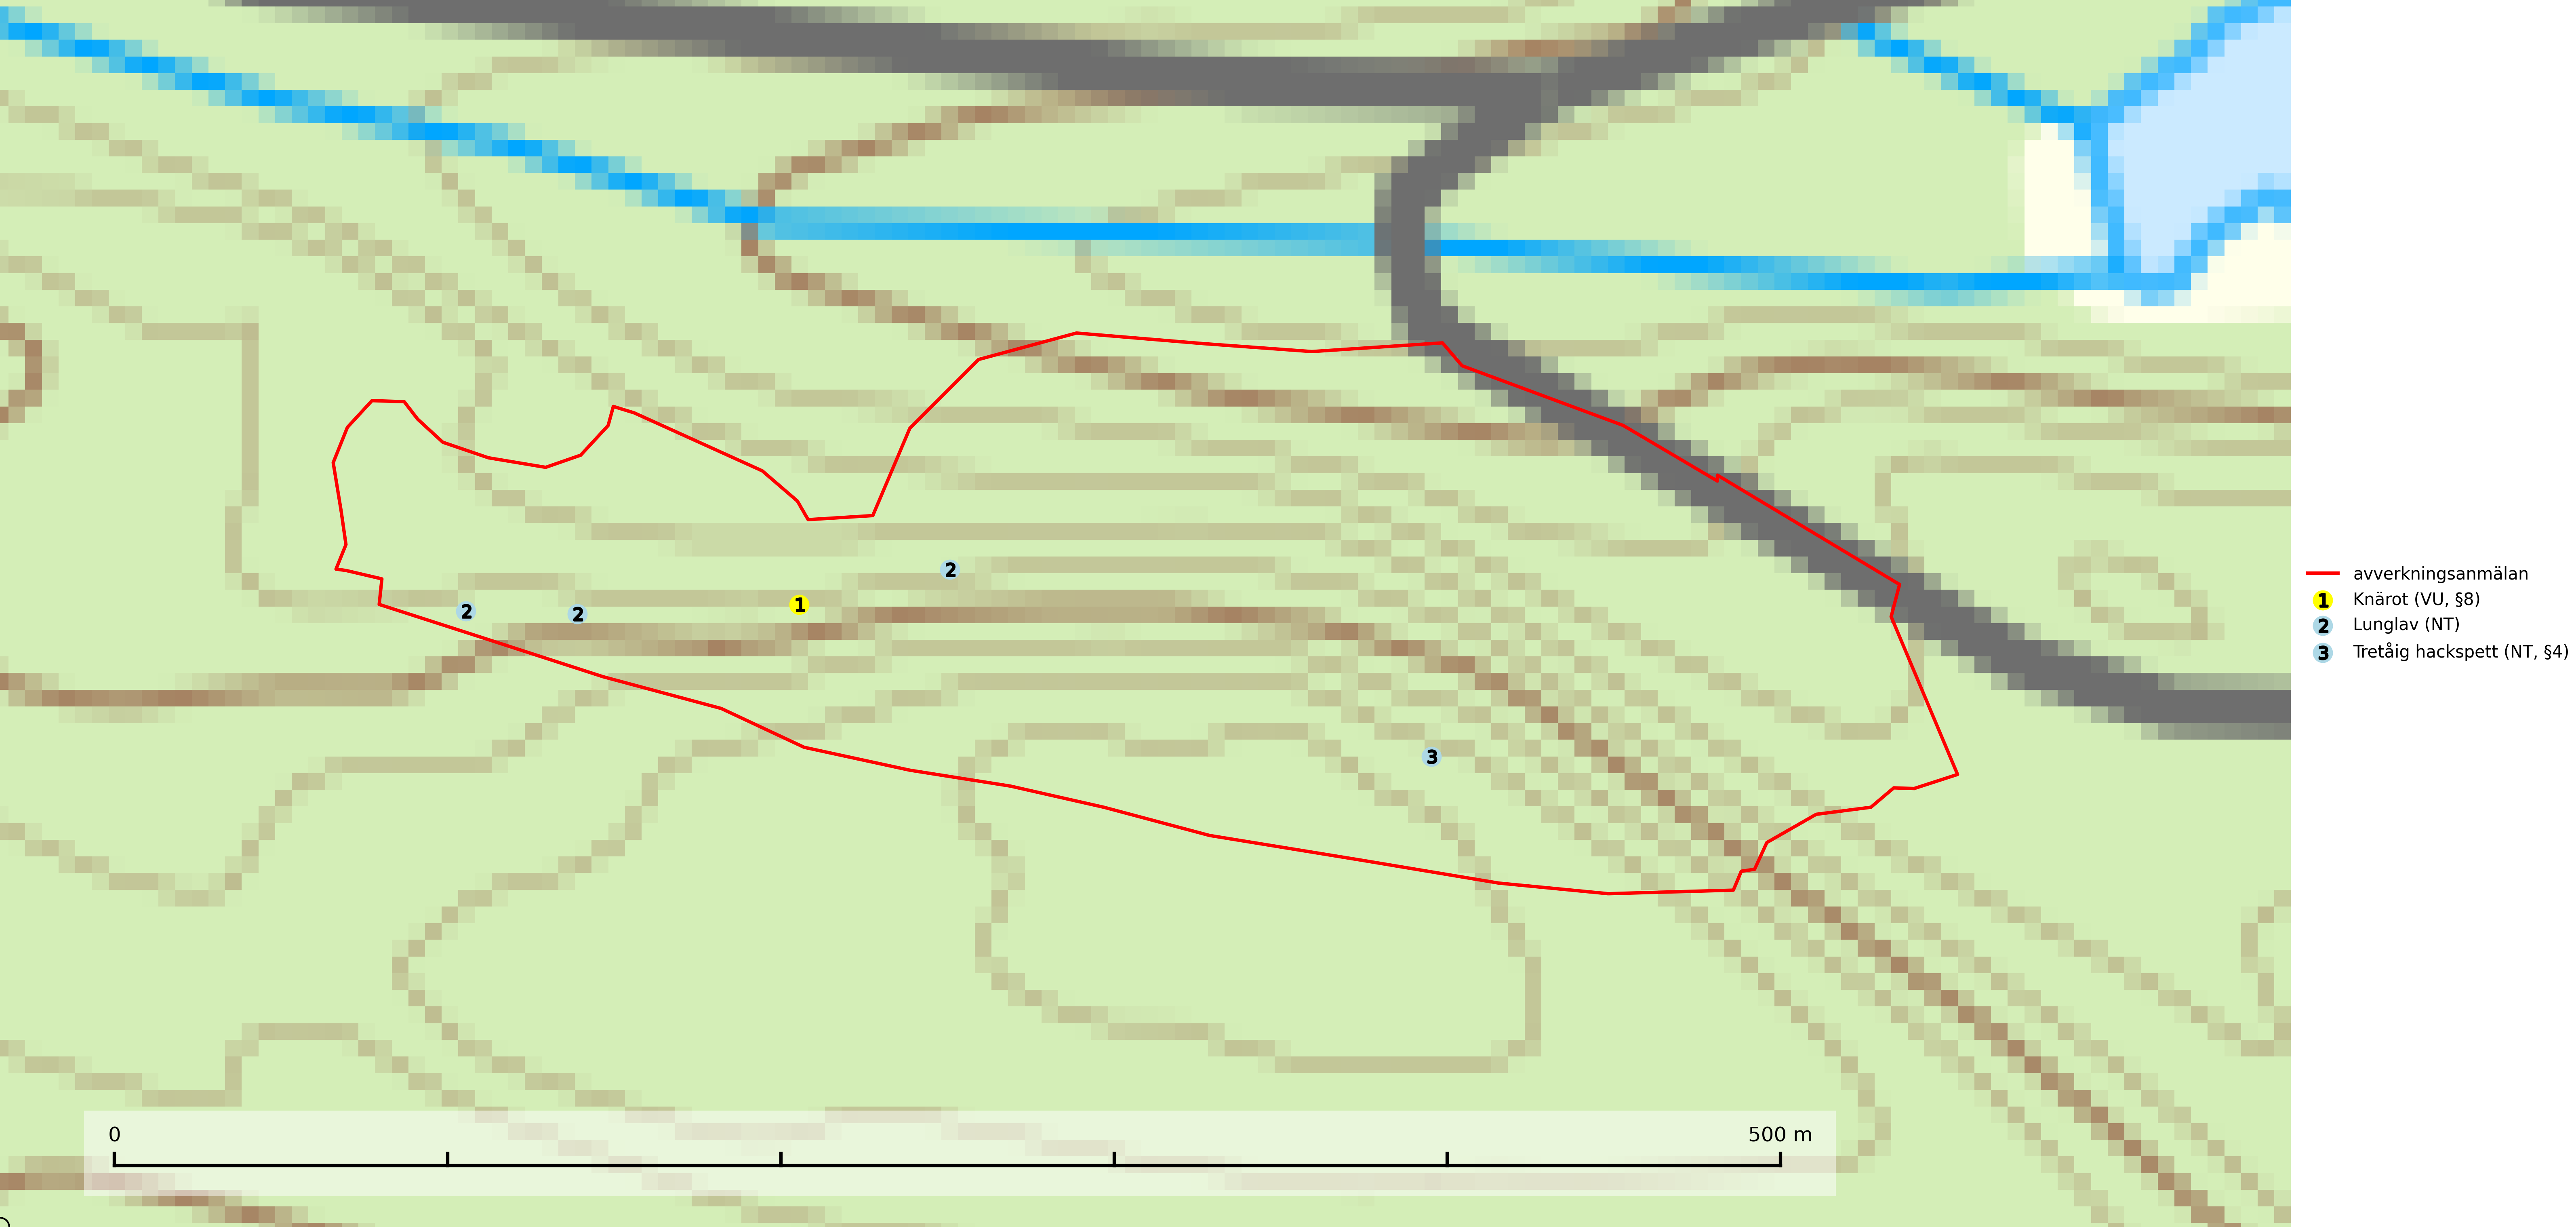 2
2
2
1
3
0
500 m
avverkningsanmälan
1 Knärot (VU, §8)
2 Lunglav (NT)
3 Tretåig hackspett (NT, §4)